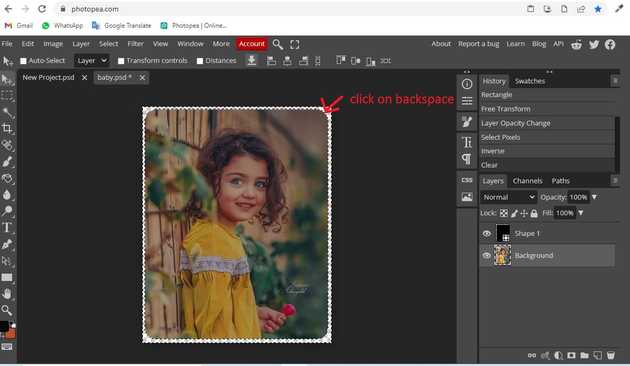 photopea.com
Gmail WhatsApp Google Translate Photopea | Online...
File Edit Image Layer Select Filter View Window More Account About Report a bug Learn Blog API
Auto-Select Layer Transform controls Distances
New Project.psd baby.psd *
click on backspace
History Swatches
Rectangle
Free Transform
Layer Opacity Change
Select Pixels
Inverse
Clear
CSS
Layers Channels Paths
Normal Opacity: 100%
Lock: Fill: 100%
Shape 1
Background